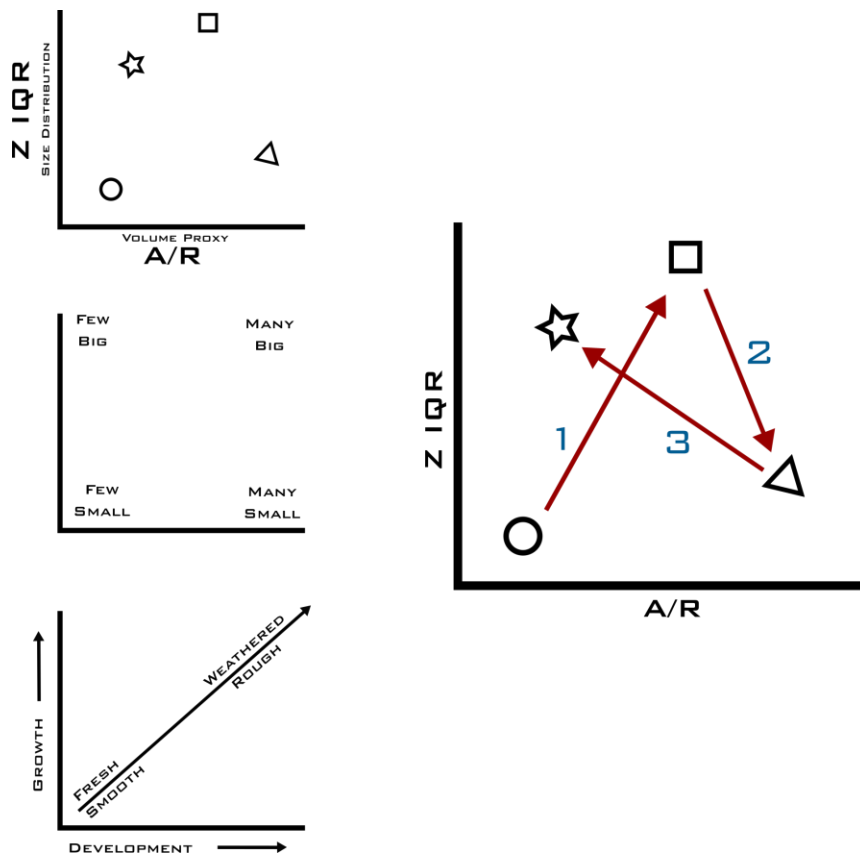 Z IQR
Size Distribution
Volume Proxy
A/R
Few
Big
Many
Big
Few
Small
Many
Small
Growth
Fresh
Smooth
Weathered
Rough
Development
Z IQR
1
2
3
A/R